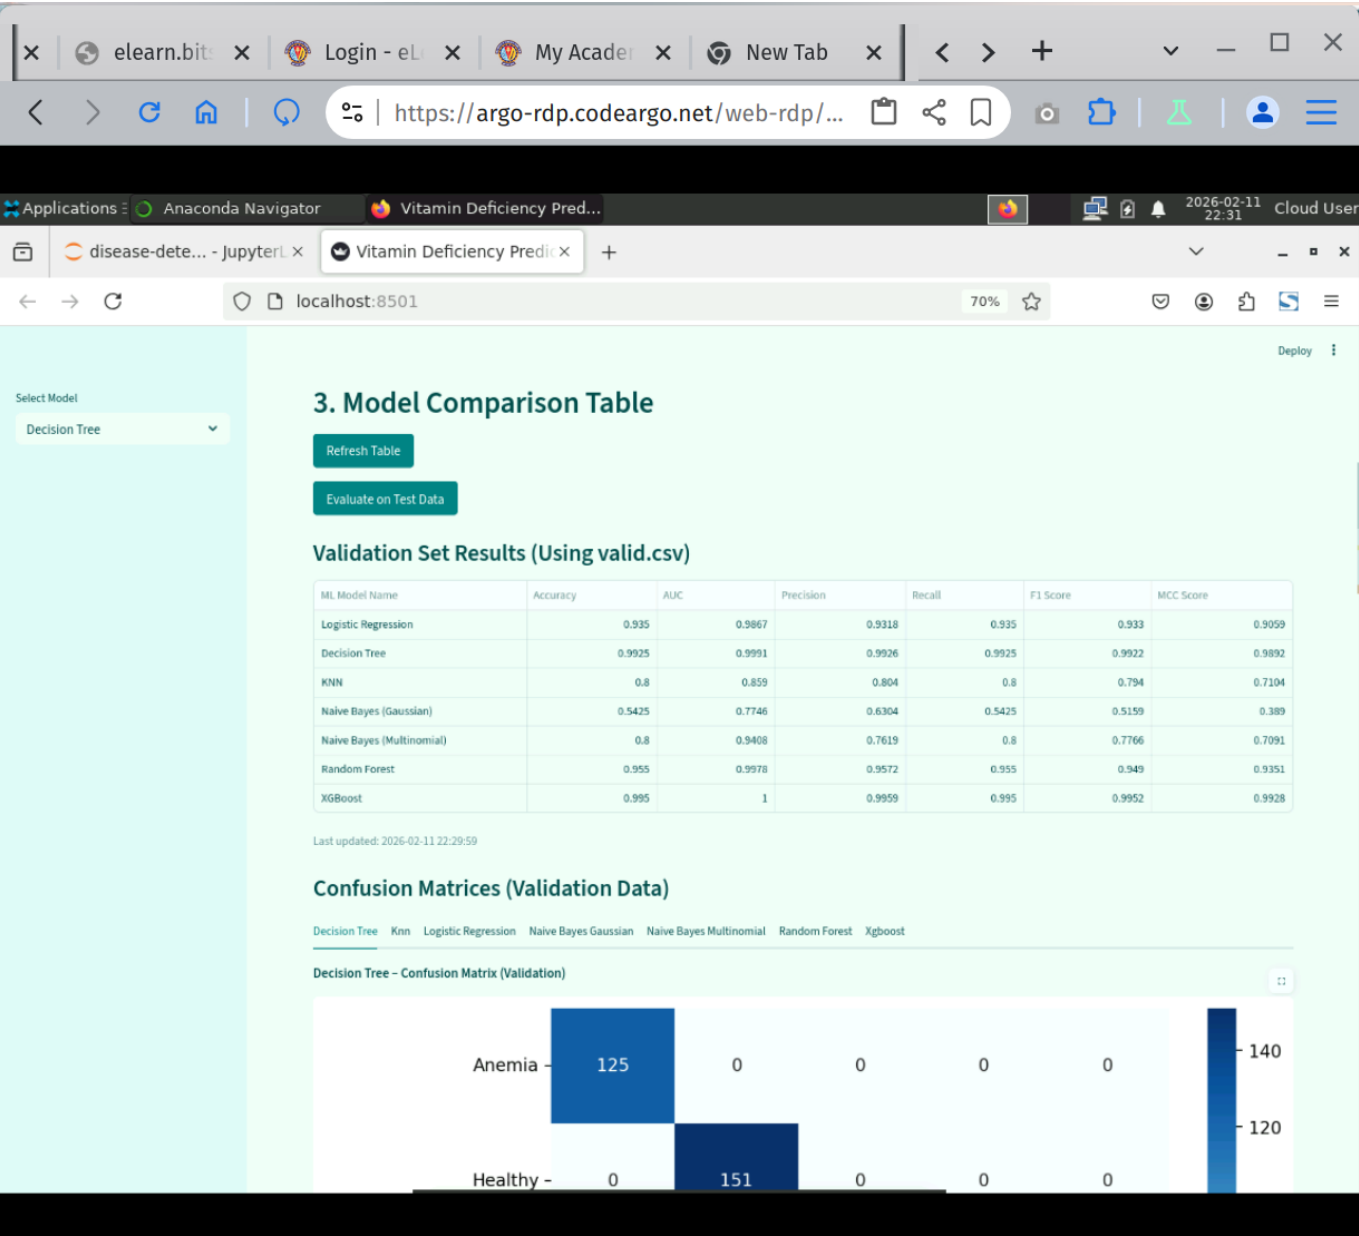 elearn.bit
Login - eL
My Acader
New Tab
https://argo-rdp.codeargo.net/web-rdp/...
Applications
Anaconda Navigator
Vitamin Deficiency Pred...
2026-02-11
22:31
Cloud User
disease-dete... - JupyterL
Vitamin Deficiency Predic
localhost:8501
70%
Deploy
Select Model
Decision Tree
3. Model Comparison Table
Refresh Table
Evaluate on Test Data
Validation Set Results (Using valid.csv)
ML Model Name Accuracy AUC Precision Recall F1 Score MCC Score
Logistic Regression 0.935 0.9867 0.9318 0.935 0.933 0.9059
Decision Tree 0.9925 0.9991 0.9926 0.9925 0.9922 0.9892
KNN 0.8 0.859 0.804 0.8 0.794 0.7104
Naive Bayes (Gaussian) 0.5425 0.7746 0.6304 0.5425 0.5159 0.389
Naive Bayes (Multinomial) 0.8 0.9408 0.7619 0.8 0.7766 0.7091
Random Forest 0.955 0.9978 0.9572 0.955 0.949 0.9351
XGBoost 0.995 1 0.9959 0.995 0.9952 0.9928
Last updated: 2026-02-11 22:29:59
Confusion Matrices (Validation Data)
Decision Tree Knn Logistic Regression Naive Bayes Gaussian Naive Bayes Multinomial Random Forest Xgboost
Decision Tree – Confusion Matrix (Validation)
Anemia 125 0 0 0 0
140
120
Healthy 0 151 0 0 0